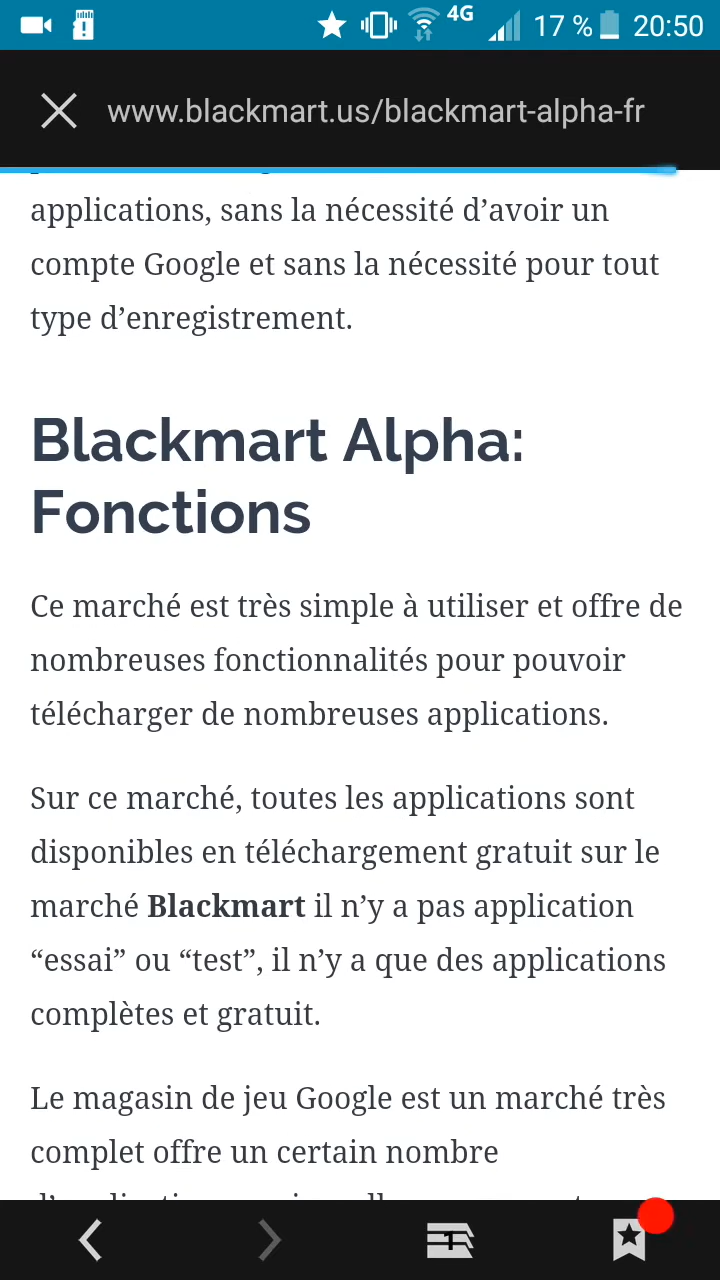 4G 17 % 20:50
www.blackmart.us/blackmart-alpha-fr
applications, sans la nécessité d’avoir un
compte Google et sans la nécessité pour tout
type d’enregistrement.
Blackmart Alpha:
Fonctions
Ce marché est très simple à utiliser et offre de
nombreuses fonctionnalités pour pouvoir
télécharger de nombreuses applications.
Sur ce marché, toutes les applications sont
disponibles en téléchargement gratuit sur le
marché Blackmart il n’y a pas application
“essai” ou “test”, il n’y a que des applications
complètes et gratuit.
Le magasin de jeu Google est un marché très
complet offre un certain nombre